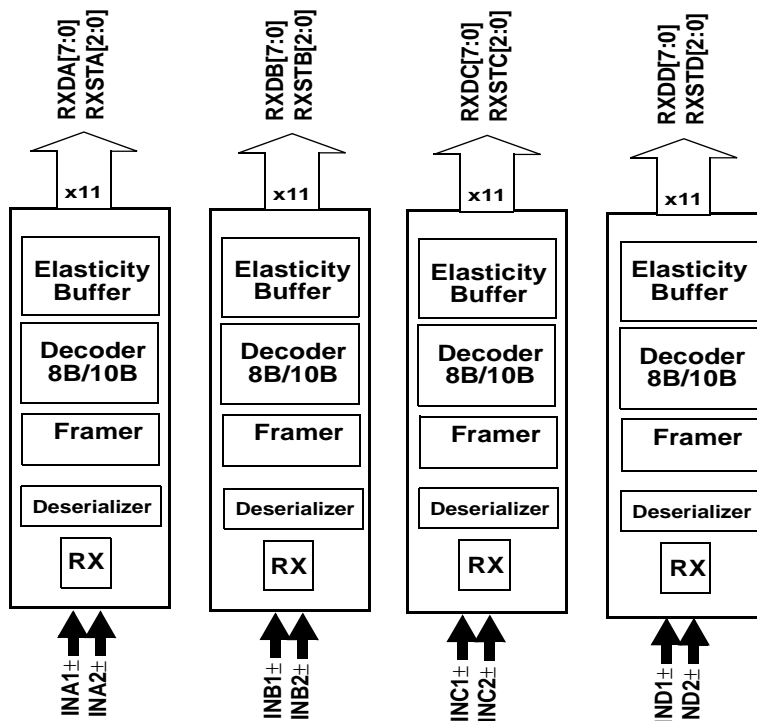 RXDA[7:0]
RXSTA[2:0]
x11
Elasticity
Buffer
Decoder
8B/10B
Framer
Deserializer
RX
INA1±
INA2±
RXDB[7:0]
RXSTB[2:0]
x11
Elasticity
Buffer
Decoder
8B/10B
Framer
Deserializer
RX
INB1±
INB2±
RXDC[7:0]
RXSTC[2:0]
x11
Elasticity
Buffer
Decoder
8B/10B
Framer
Deserializer
RX
INC1±
INC2±
RXDD[7:0]
RXSTD[2:0]
x11
Elasticity
Buffer
Decoder
8B/10B
Framer
Deserializer
RX
IND1±
IND2±